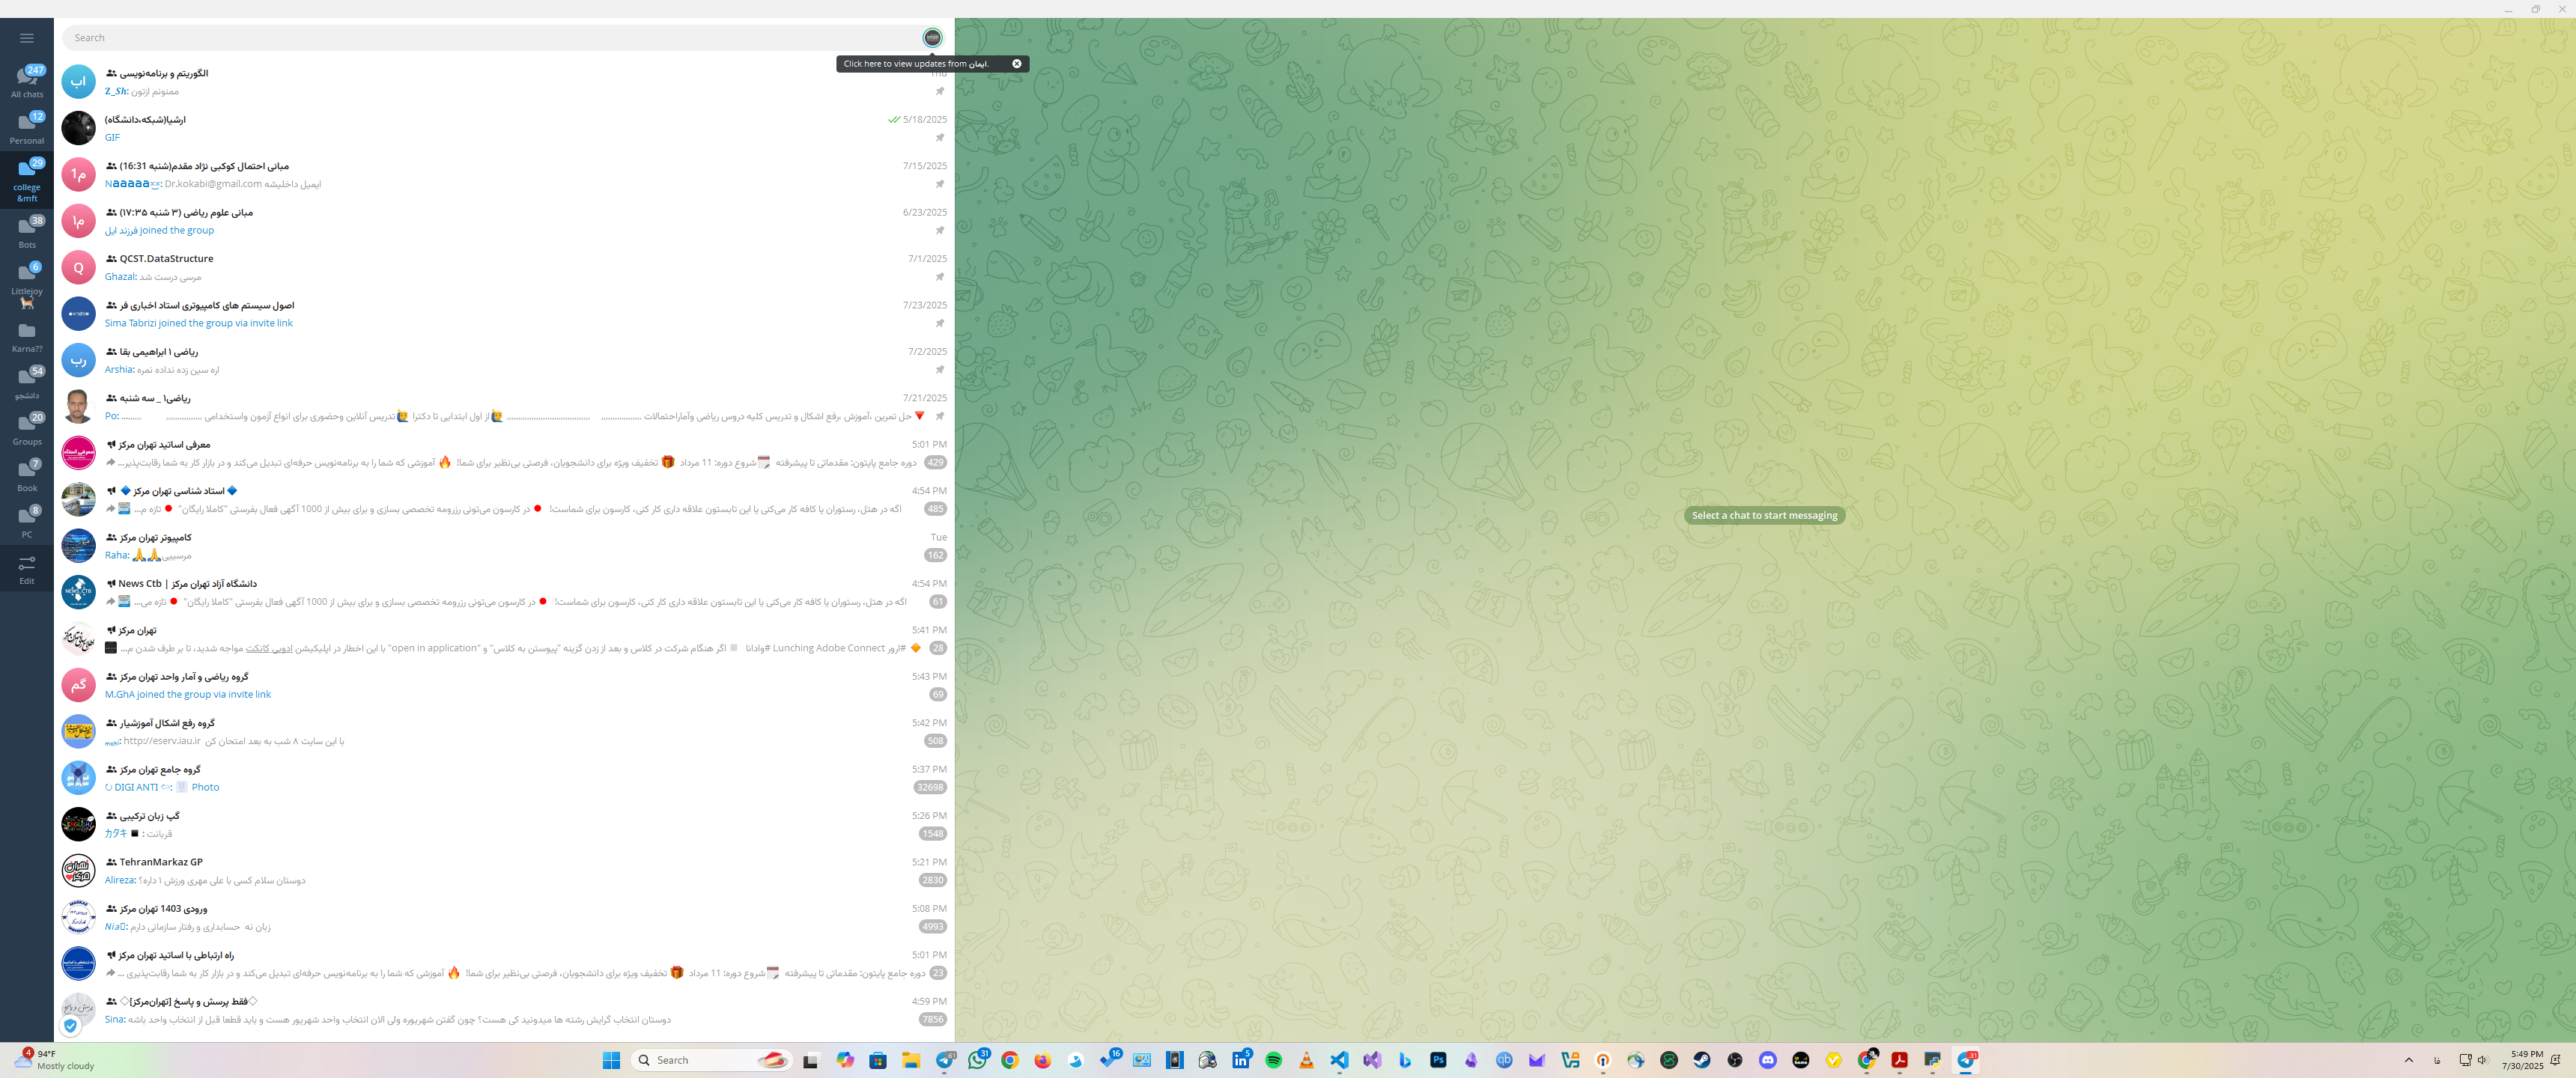 Search
Click here to view updates from ایمان.
247
All chats
12
Personal
29
college
&mft
38
Bots
6
Littlejoy
Karna??
54
دانشجو
20
Groups
7
Book
8
PC
Edit
الگوریتم و برنامه‌نویسی
Thu
Z_Sh: ممنونم ازتون
ارشیا(شبکه،دانشگاه)
5/18/2025
GIF
مبانی احتمال کوکبی نژاد مقدم(شنبه 16:31)
7/15/2025
Naaaaa: Dr.kokabi@gmail.com ایمیل داخلیشه
مبانی علوم ریاضی (۳ شنبه ۱۷:۳۵)
6/23/2025
فرزند ایل joined the group
QCST.DataStructure
7/1/2025
Ghazal: مرسی درست شد
اصول سیستم های کامپیوتری استاد اخباری فر
7/23/2025
Sima Tabrizi joined the group via invite link
ریاضی ۱ ابراهیمی بقا
7/2/2025
Arshia: اره سین زده نداده نمره
ریاضی۱ _ سه شنبه
7/21/2025
Po: 🔻 حل تمرین ،آموزش ،رفع اشکال و تدریس کلیه دروس ریاضی وآماراحتمالات ................. 🙋‍♂️از اول ابتدایی تا دکترا 🙋‍♂️تدریس آنلاین وحضوری برای انواع آزمون واستخدامی ................
معرفی اساتید تهران مرکز
5:01 PM
دوره جامع پایتون؛ مقدماتی تا پیشرفته 🗓شروع دوره: 11 مرداد 🎁 تخفیف ویژه برای دانشجویان، فرصتی بی‌نظیر برای شما! 🔥 آموزشی که شما را به برنامه‌نویس حرفه‌ای تبدیل می‌کند و در بازار کار به شما رقابت‌پذیر...
429
🔷 استاد شناسی تهران مرکز 🔷
4:54 PM
اگه در هتل، رستوران یا کافه کار می‌کنی یا این تابستون علاقه داری کار کنی، کارسون برای شماست! 🔴 در کارسون می‌تونی رزرومه تخصصی بسازی و برای بیش از 1000 آگهی فعال بفرستی "کاملا رایگان" 🔴 تازه م...
485
کامپیوتر تهران مرکز
Tue
Raha: 🙏🙏مرسییی
162
دانشگاه آزاد تهران مرکز | News Ctb
4:54 PM
اگه در هتل، رستوران یا کافه کار می‌کنی یا این تابستون علاقه داری کار کنی، کارسون برای شماست! 🔴 در کارسون می‌تونی رزرومه تخصصی بسازی و برای بیش از 1000 آگهی فعال بفرستی "کاملا رایگان" 🔴 تازه می...
61
تهران مرکز
5:41 PM
🔶 #ارور Lunching Adobe Connect #وادانا اگر هنگام شرکت در کلاس و بعد از زدن گزینه "پیوستن به کلاس" و "open in application" با این اخطار در اپلیکیشن ادوبی کانکت مواجه شدید، تا بر طرف شدن م...
28
گروه ریاضی و آمار واحد تهران مرکز
5:43 PM
M.GhA joined the group via invite link
69
گروه رفع اشکال آموزشیار
5:42 PM
http://eserv.iau.ir با این سایت ۸ شب به بعد امتحان کن
508
گروه جامع تهران مرکز
5:37 PM
DIGI ANTI: Photo
32698
گپ زبان ترکیبی
5:26 PM
カタキ: قربانت
1548
TehranMarkaz GP
5:21 PM
Alireza: دوستان سلام کسی با علی مهری ورزش ۱ داره؟
2830
ورودی 1403 تهران مرکز
5:08 PM
Nia: زبان نه حسابداری و رفتار سازمانی دارم
4993
راه ارتباطی با اساتید تهران مرکز
5:01 PM
دوره جامع پایتون؛ مقدماتی تا پیشرفته 🗓شروع دوره: 11 مرداد 🎁 تخفیف ویژه برای دانشجویان، فرصتی بی‌نظیر برای شما! 🔥 آموزشی که شما را به برنامه‌نویس حرفه‌ای تبدیل می‌کند و در بازار کار به شما رقابت‌پذیری ...
23
◇فقط پرسش و پاسخ [تهران‌مرکز]◇
4:59 PM
Sina: دوستان انتخاب گرایش رشته ها میدونید کی هست؟ چون گفتن شهریوره ولی الان انتخاب واحد شهریور هست و باید قطعا قبل از انتخاب واحد باشه
7856
Select a chat to start messaging
4
94°F
Mostly cloudy
Search
31
16
5
31
فا
5:49 PM
7/30/2025